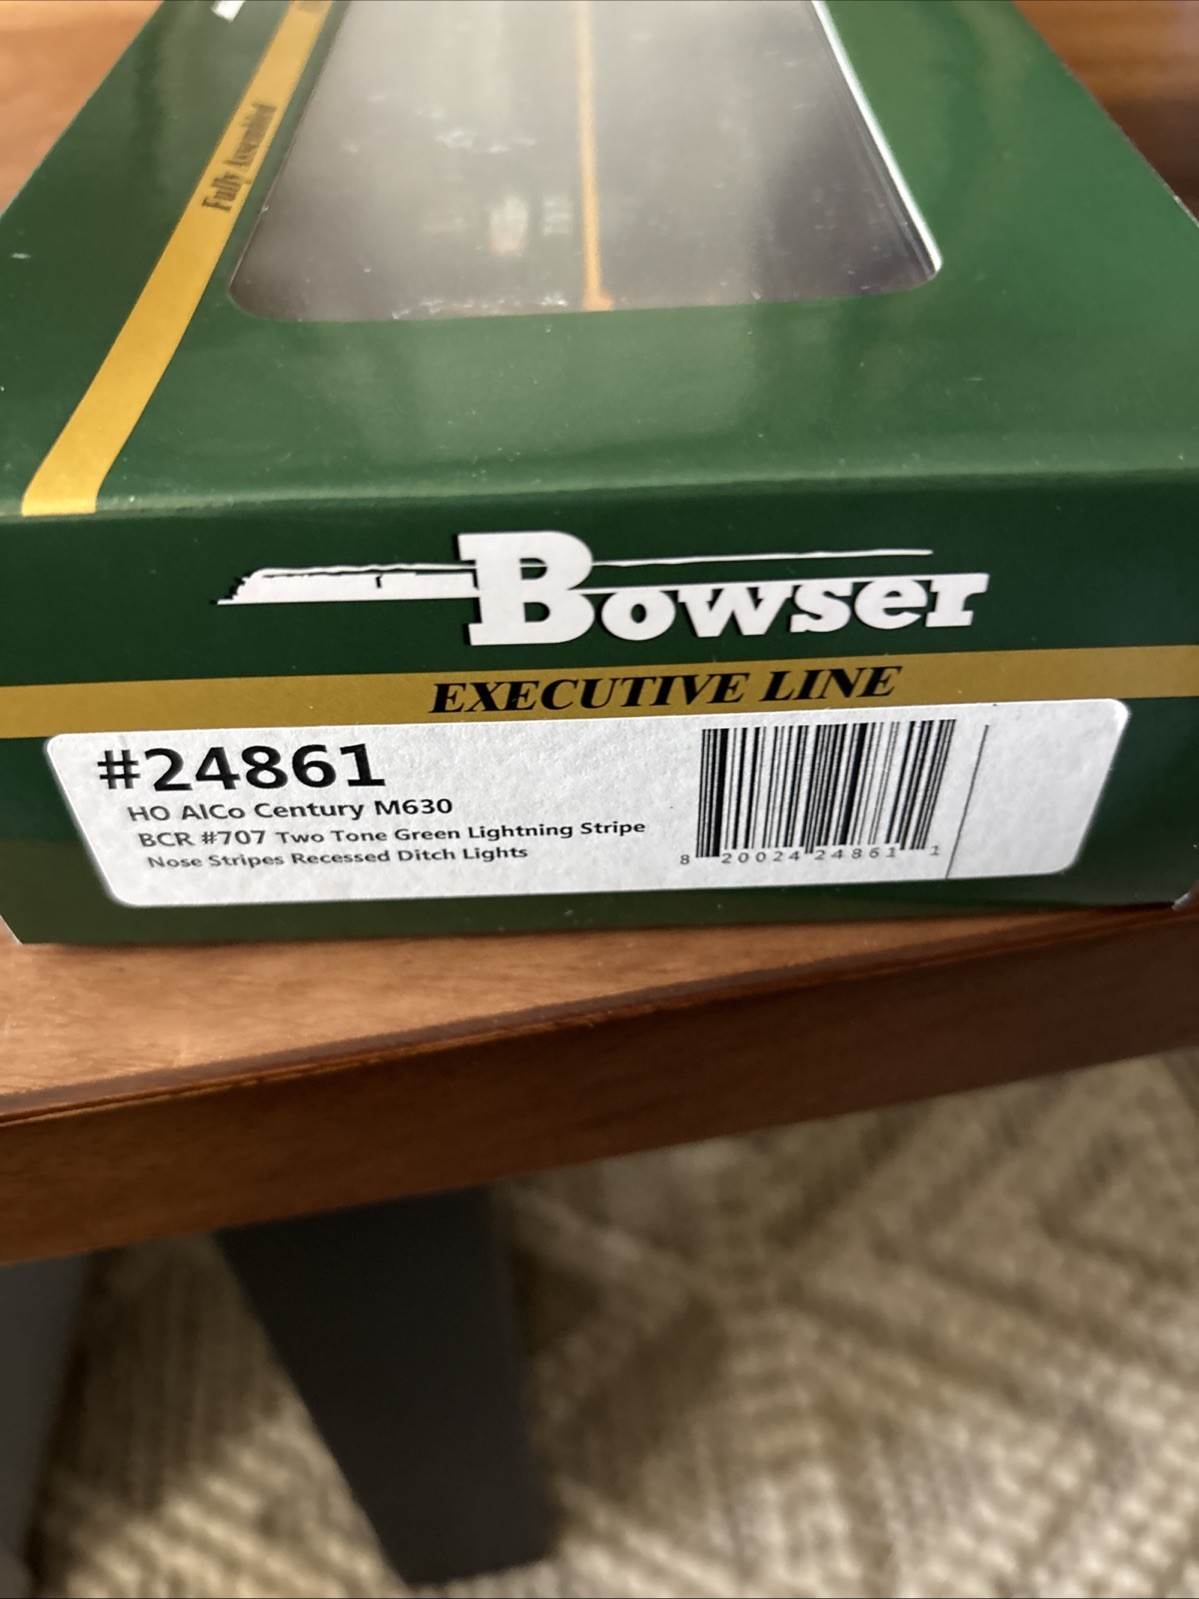 Fully Assembled
Bowser
EXECUTIVE LINE
#24861
HO AlCo Century M630
BCR #707 Two Tone Green Lightning Stripe
Nose Stripes Recessed Ditch Lights
8 20024 24861 1